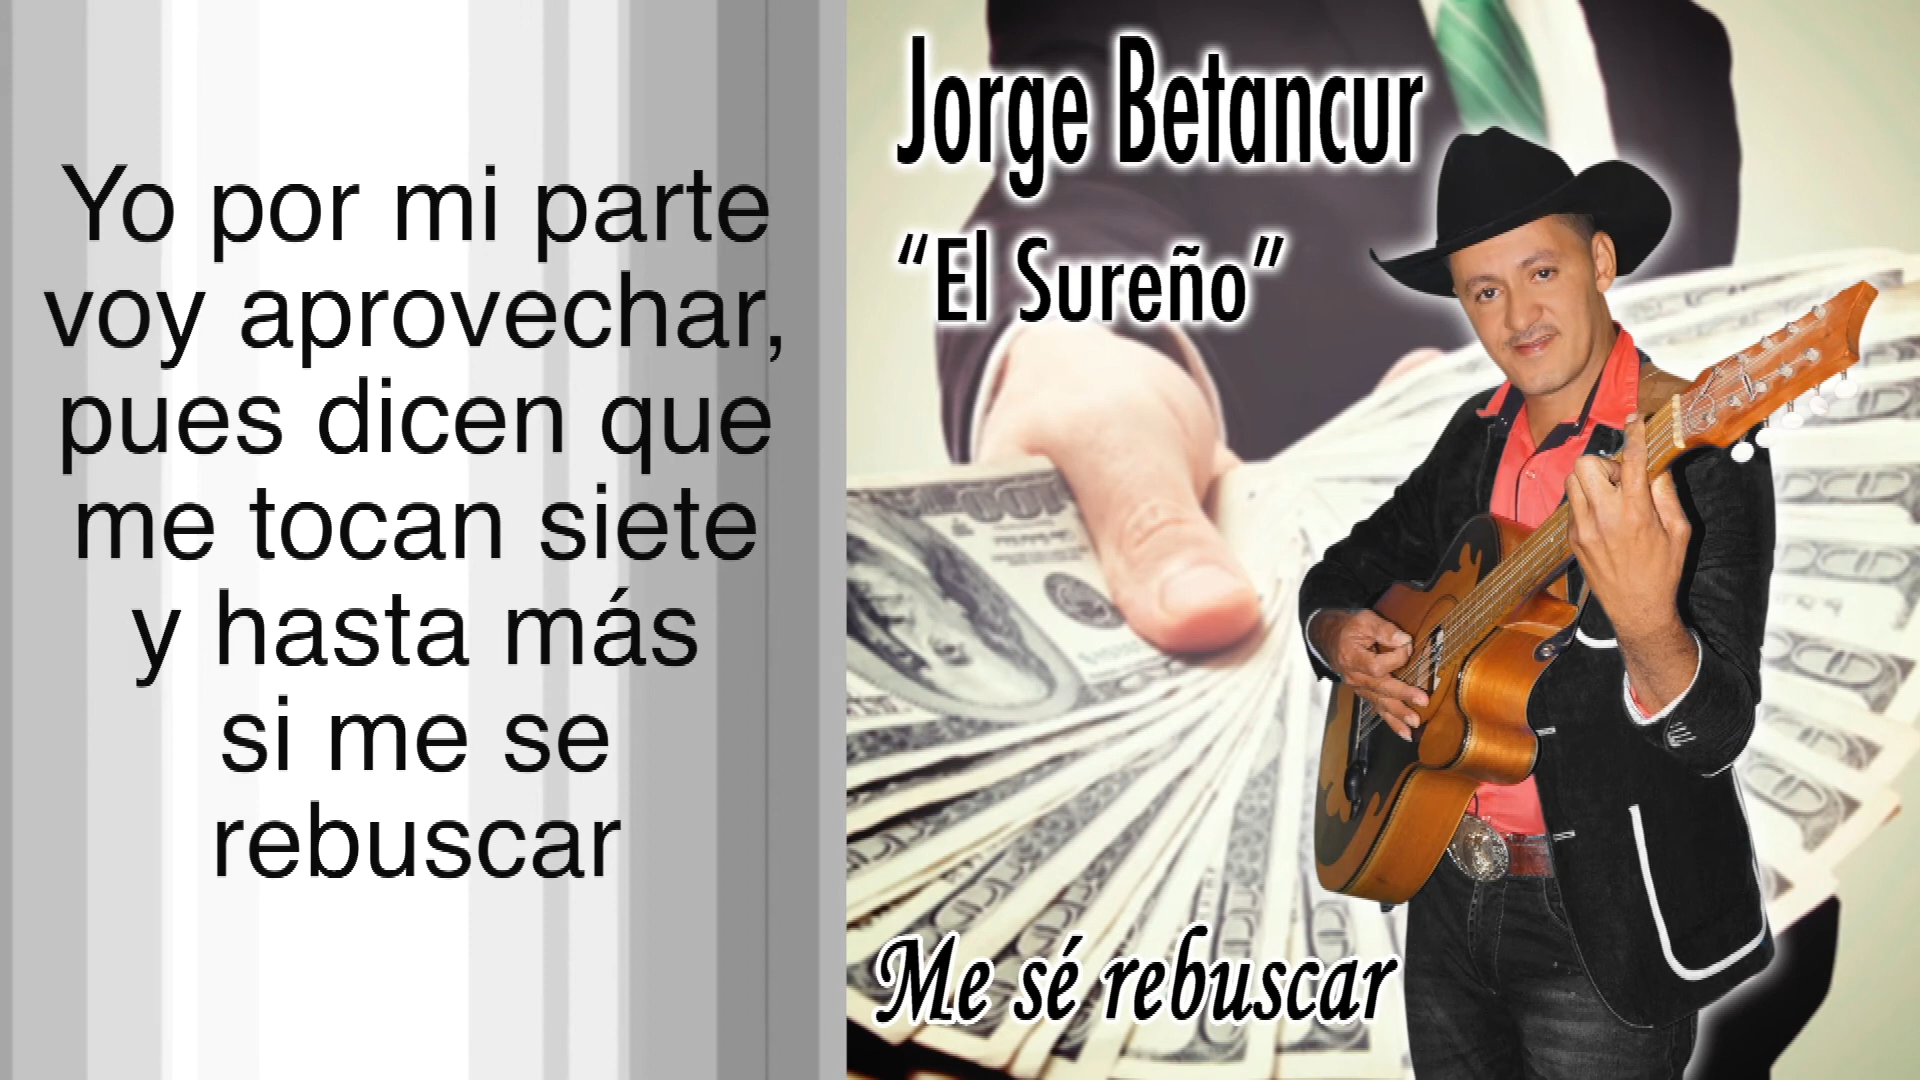 Yo por mi parte
voy aprovechar,
pues dicen que
me tocan siete
y hasta más
si me se
rebuscar
Jorge Betancur
“El Sureño”
Me sé rebuscar